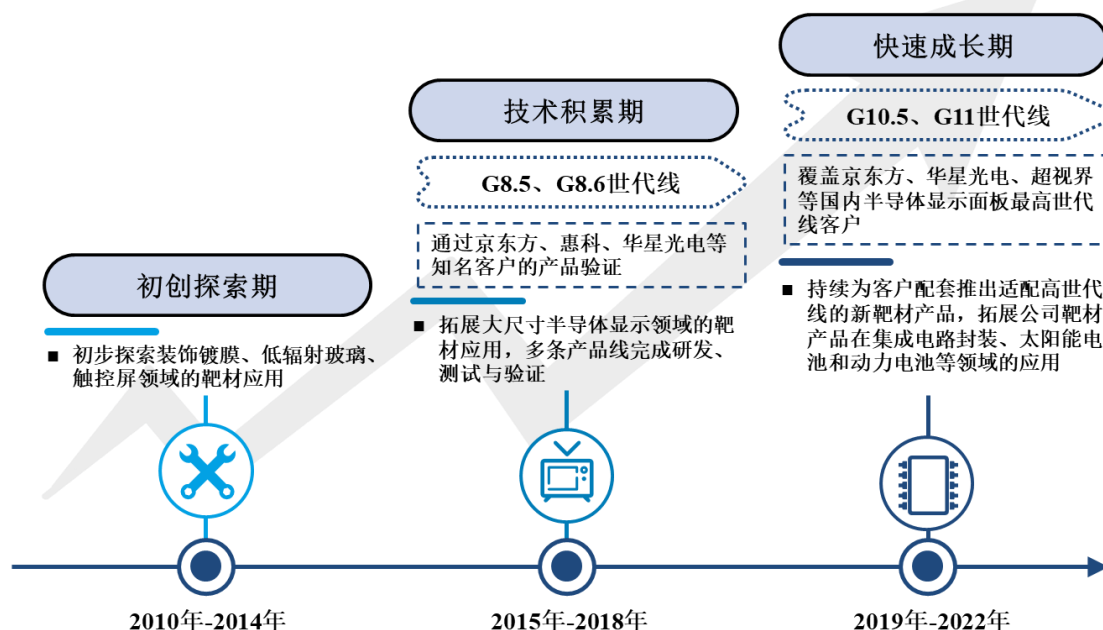 初创探索期
■ 初步探索装饰镀膜、低辐射玻璃、
触控屏领域的靶材应用
2010年-2014年
技术积累期
G8.5、G8.6世代线
通过京东方、惠科、华星光电等
知名客户的产品验证
■ 拓展大尺寸半导体显示领域的靶
材应用，多条产品线完成研发、
测试与验证
2015年-2018年
快速成长期
G10.5、G11世代线
覆盖京东方、华星光电、超视界
等国内半导体显示面板最高世代
线客户
■ 持续为客户配套推出适配高世代
线的新靶材产品，拓展公司靶材
产品在集成电路封装、太阳能电
池和动力电池等领域的应用
2019年-2022年